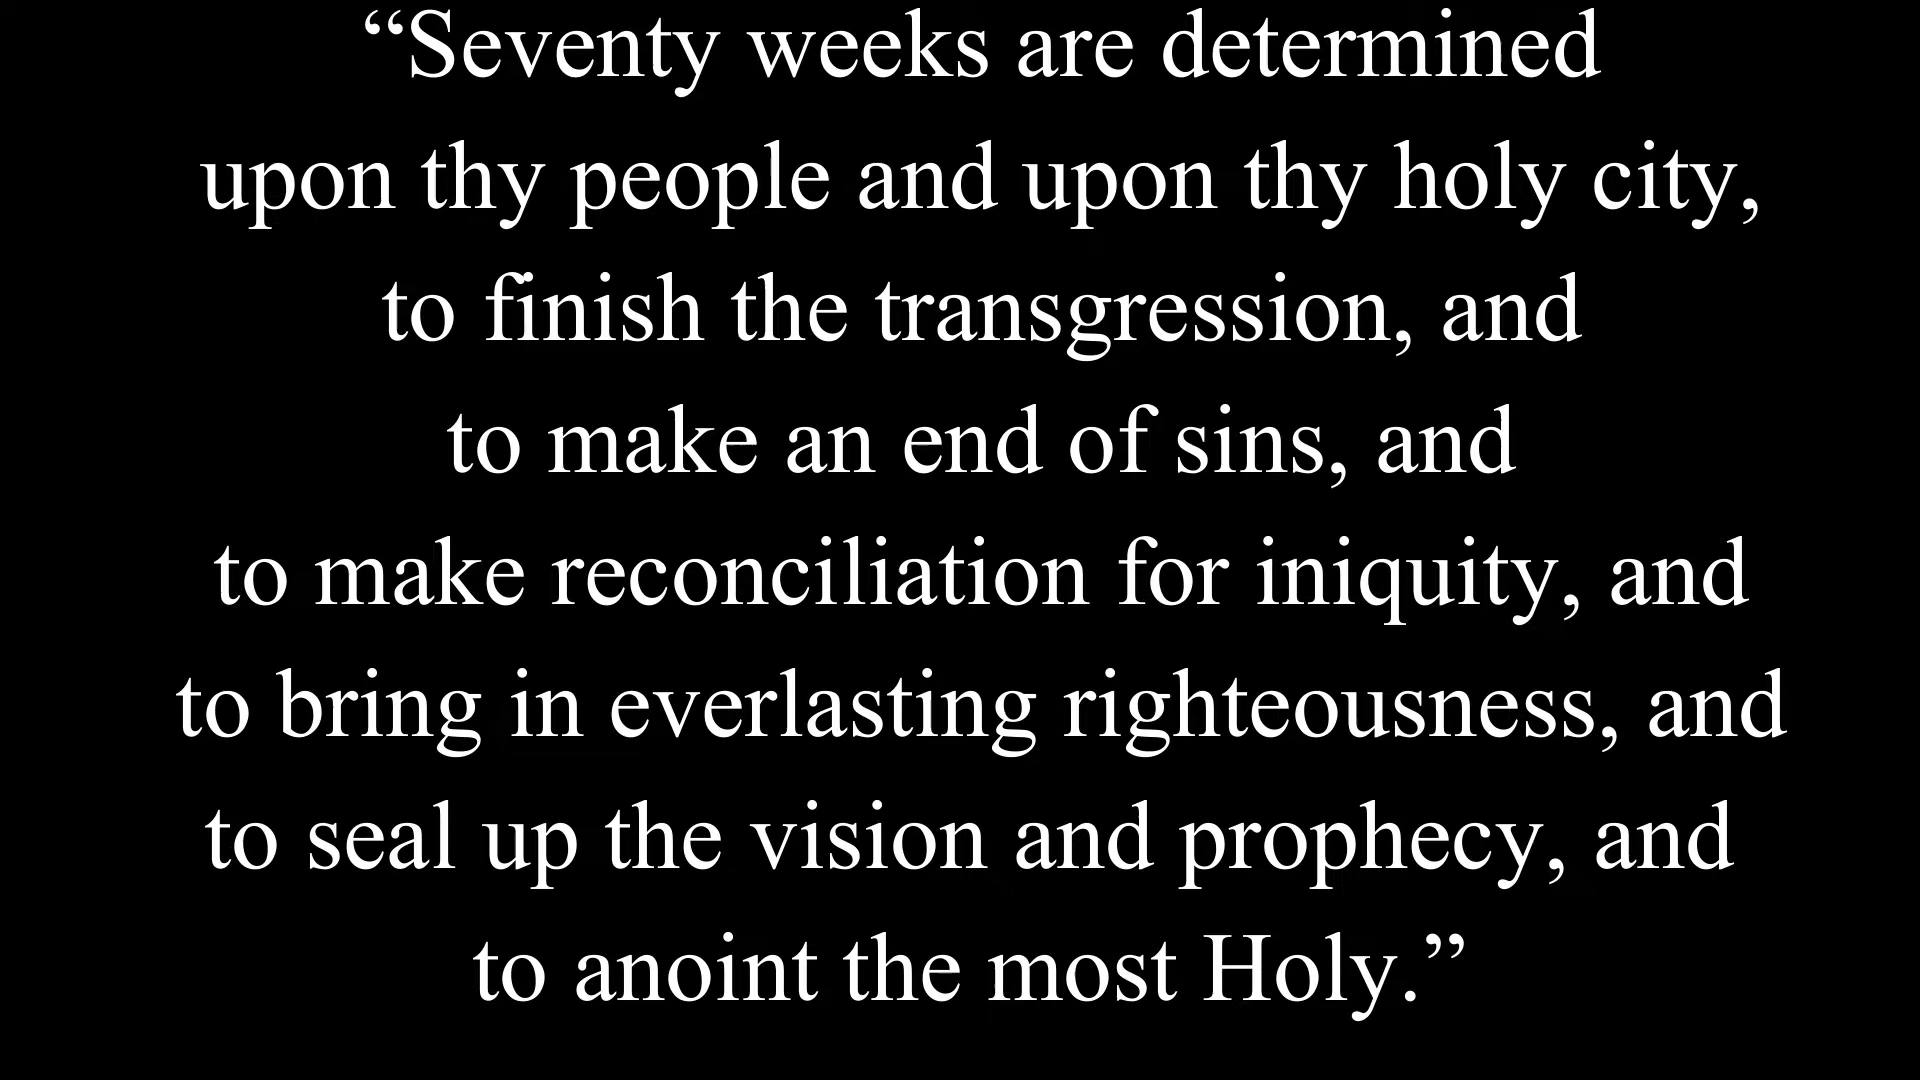 “Seventy weeks are determined
upon thy people and upon thy holy city,
to finish the transgression, and
to make an end of sins, and
to make reconciliation for iniquity, and
to bring in everlasting righteousness, and
to seal up the vision and prophecy, and
to anoint the most Holy.”